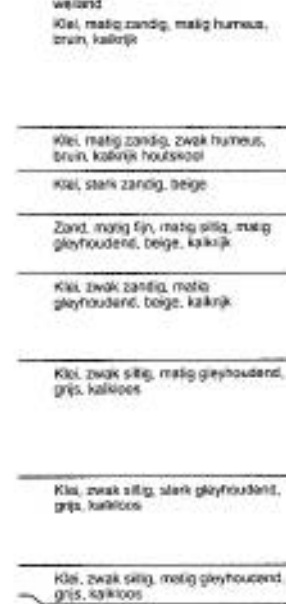 weiland
Klei, matig zandig, matig humeus,
bruin, kalkrijk
Klei, matig zandig, zwak humeus,
bruin, kalkrijk houtskool
Klei, sterk zandig, beige
Zand, matig fijn, matig siltig, matig
gleyhoudend, beige, kalkrijk
Klei, zwak zandig, matig
gleyhoudend, beige, kalkrijk
Klei, zwak siltig, matig gleyhoudend,
grijs, kalkloos
Klei, zwak siltig, sterk gleyhoudend,
grijs, kalkloos
Klei, zwak siltig, matig gleyhoudend,
grijs, kalkloos